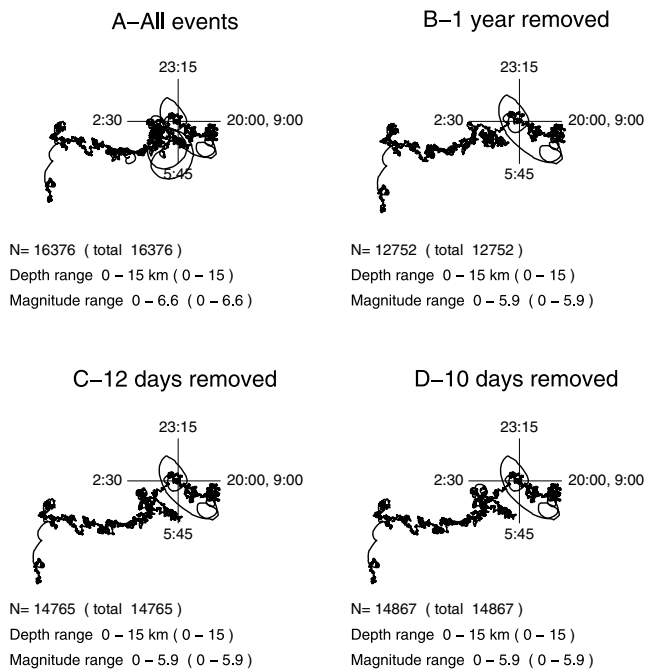 A–All events
23:15
2:30
20:00, 9:00
5:45
N= 16376 ( total 16376 )
Depth range 0 – 15 km ( 0 – 15 )
Magnitude range 0 – 6.6 ( 0 – 6.6 )
B–1 year removed
23:15
2:30
20:00, 9:00
5:45
N= 12752 ( total 12752 )
Depth range 0 – 15 km ( 0 – 15 )
Magnitude range 0 – 5.9 ( 0 – 5.9 )
C–12 days removed
23:15
2:30
20:00, 9:00
5:45
N= 14765 ( total 14765 )
Depth range 0 – 15 km ( 0 – 15 )
Magnitude range 0 – 5.9 ( 0 – 5.9 )
D–10 days removed
23:15
2:30
20:00, 9:00
5:45
N= 14867 ( total 14867 )
Depth range 0 – 15 km ( 0 – 15 )
Magnitude range 0 – 5.9 ( 0 – 5.9 )